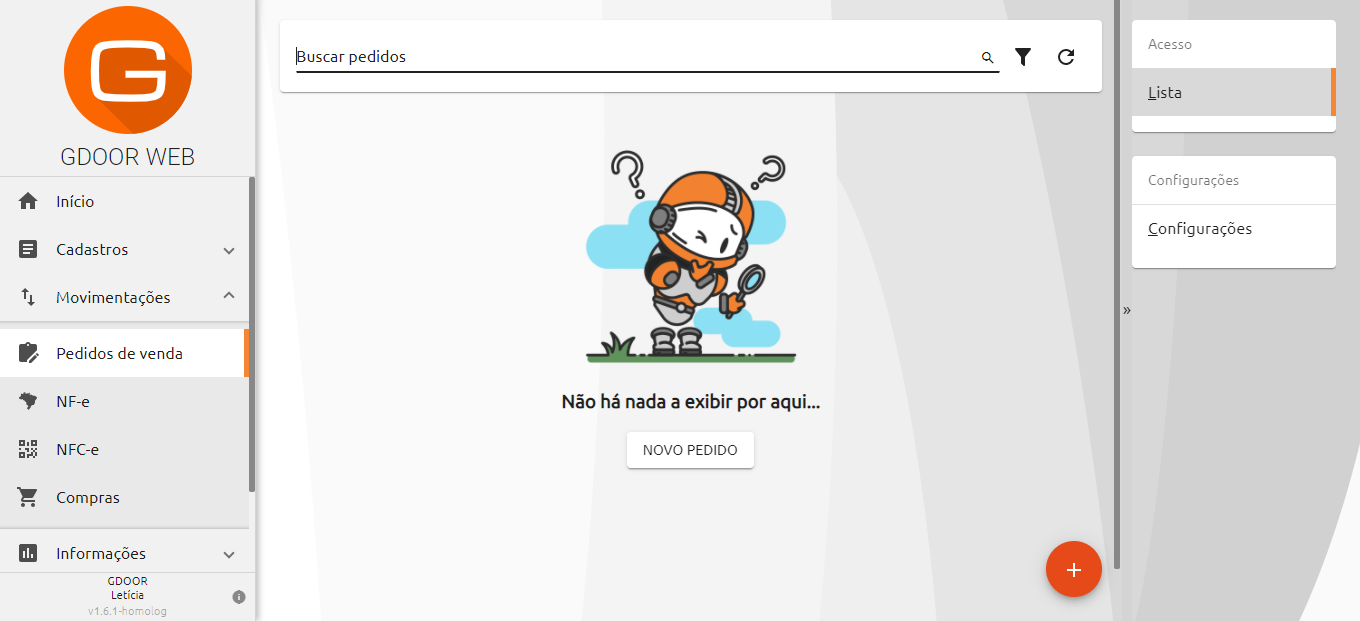 GDOOR WEB
Início
Cadastros
Movimentações
Pedidos de venda
NF-e
NFC-e
Compras
Informações
GDOOR
Letícia
v1.6.1-homolog
Buscar pedidos
Não há nada a exibir por aqui...
NOVO PEDIDO
Acesso
Lista
Configurações
Configurações
»